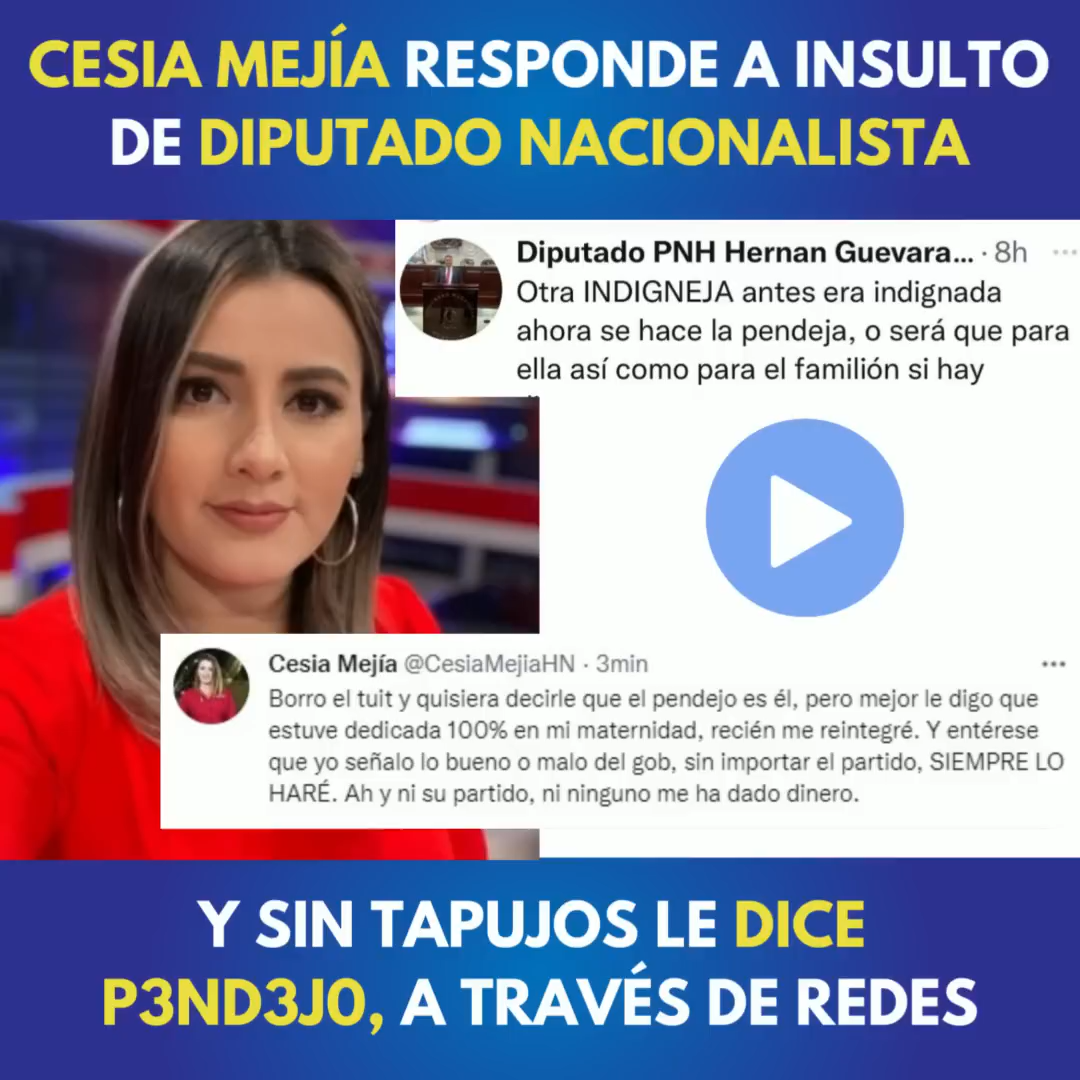 CESIA MEJÍA RESPONDE A INSULTO
DE DIPUTADO NACIONALISTA
Diputado PNH Hernan Guevara... · 8h ...
Otra INDIGNEJA antes era indignada
ahora se hace la pendeja, o será que para
ella así como para el familión si hay
Cesia Mejía @CesiaMejiaHN · 3min ...
Borro el tuit y quisiera decirle que el pendejo es él, pero mejor le digo que
estuve dedicada 100% en mi maternidad, recién me reintegré. Y entérese
que yo señalo lo bueno o malo del gob, sin importar el partido, SIEMPRE LO
HARÉ. Ah y ni su partido, ni ninguno me ha dado dinero.
Y SIN TAPUJOS LE DICE
P3ND3J0, A TRAVÉS DE REDES